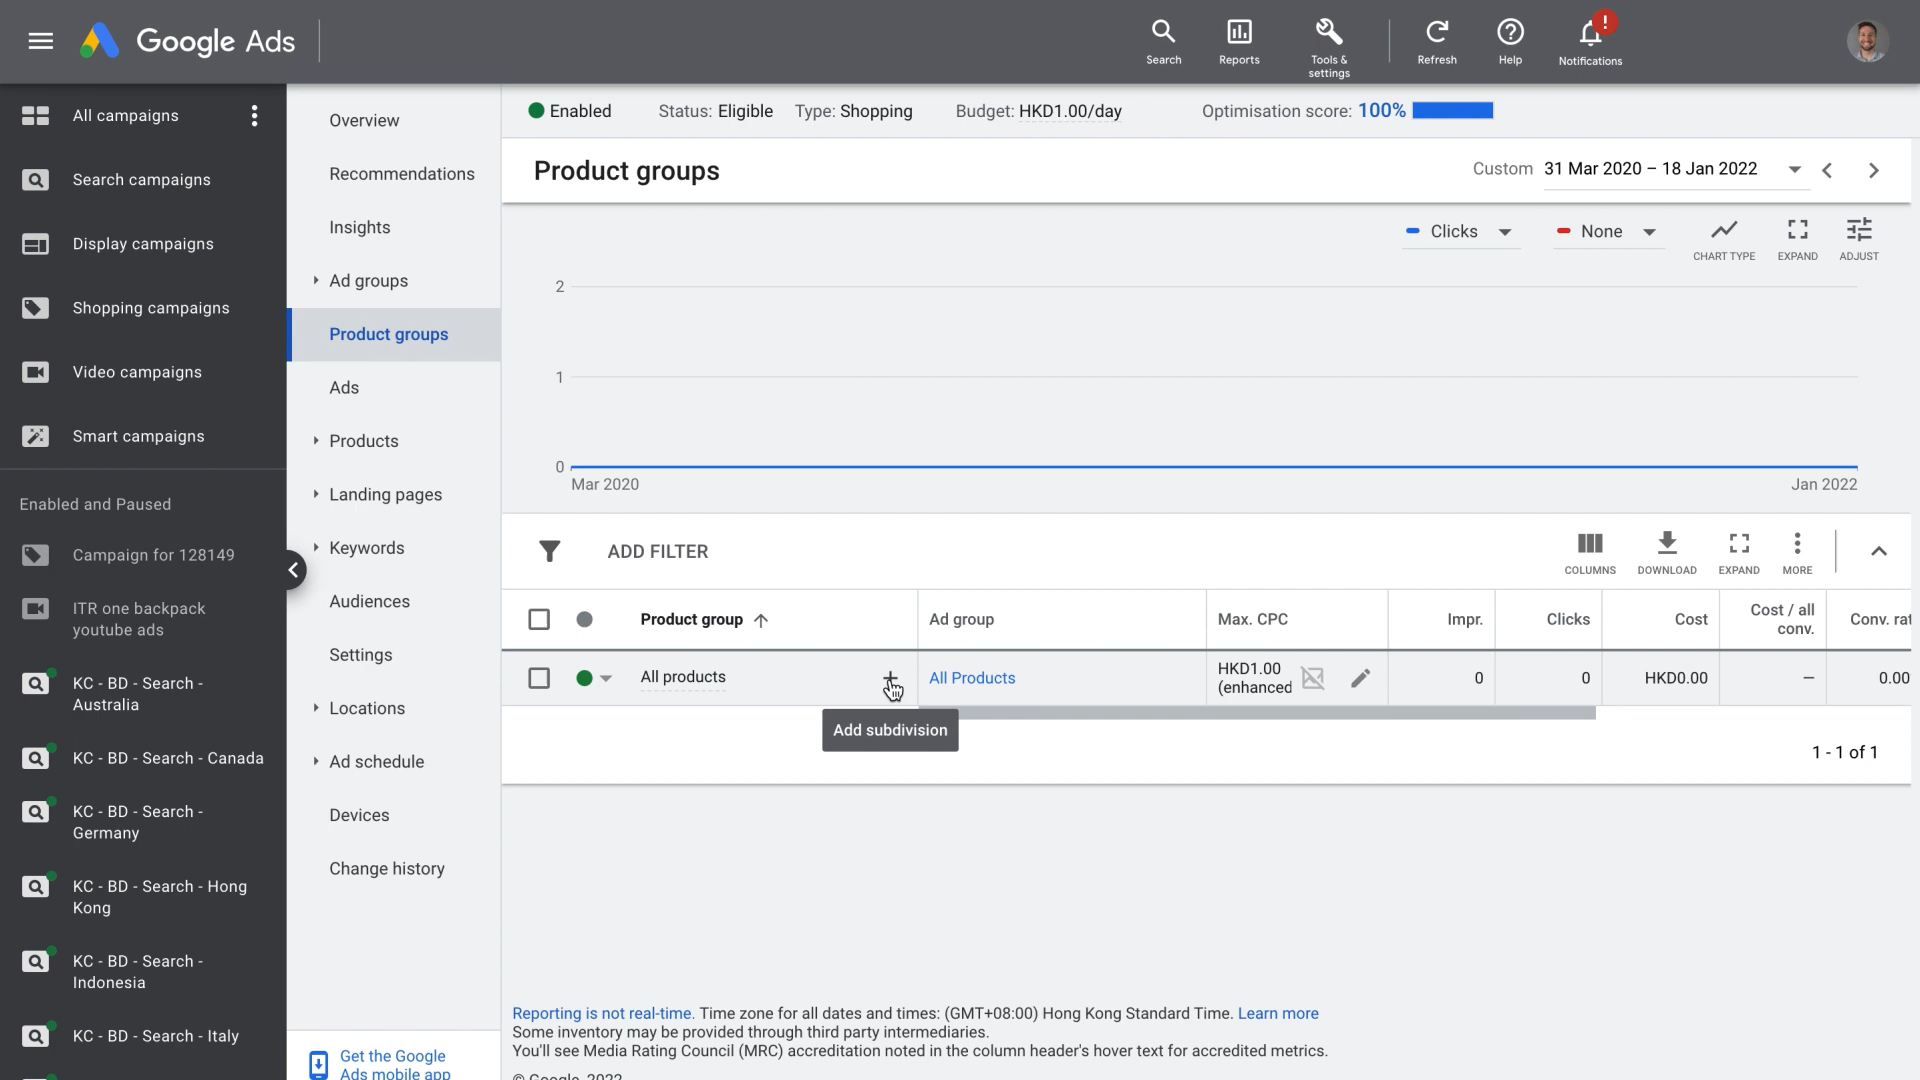 Google Ads
Search
Reports
Tools &
settings
Refresh
Help
!
Notifications
All campaigns
Search campaigns
Display campaigns
Shopping campaigns
Video campaigns
Smart campaigns
Enabled and Paused
Campaign for 128149
ITR one backpack
youtube ads
KC - BD - Search -
Australia
KC - BD - Search - Canada
KC - BD - Search -
Germany
KC - BD - Search - Hong
Kong
KC - BD - Search -
Indonesia
KC - BD - Search - Italy
Overview
Recommendations
Insights
Ad groups
Product groups
Ads
Products
Landing pages
Keywords
Audiences
Settings
Locations
Ad schedule
Devices
Change history
Get the Google
Ads mobile app
Enabled Status: Eligible Type: Shopping Budget: HKD1.00/day Optimisation score: 100%
Product groups
Custom 31 Mar 2020 – 18 Jan 2022
Clicks
None
CHART TYPE
EXPAND
ADJUST
2
1
0
Mar 2020
Jan 2022
ADD FILTER
COLUMNS
DOWNLOAD
EXPAND
MORE
Product group
Ad group
Max. CPC
Impr.
Clicks
Cost
Cost / all
conv.
Conv. rat
All products
All Products
HKD1.00
(enhanced
0
0
HKD0.00
–
0.00
Add subdivision
1 - 1 of 1
Reporting is not real-time. Time zone for all dates and times: (GMT+08:00) Hong Kong Standard Time. Learn more
Some inventory may be provided through third party intermediaries.
You'll see Media Rating Council (MRC) accreditation noted in the column header's hover text for accredited metrics.
© Google, 2022